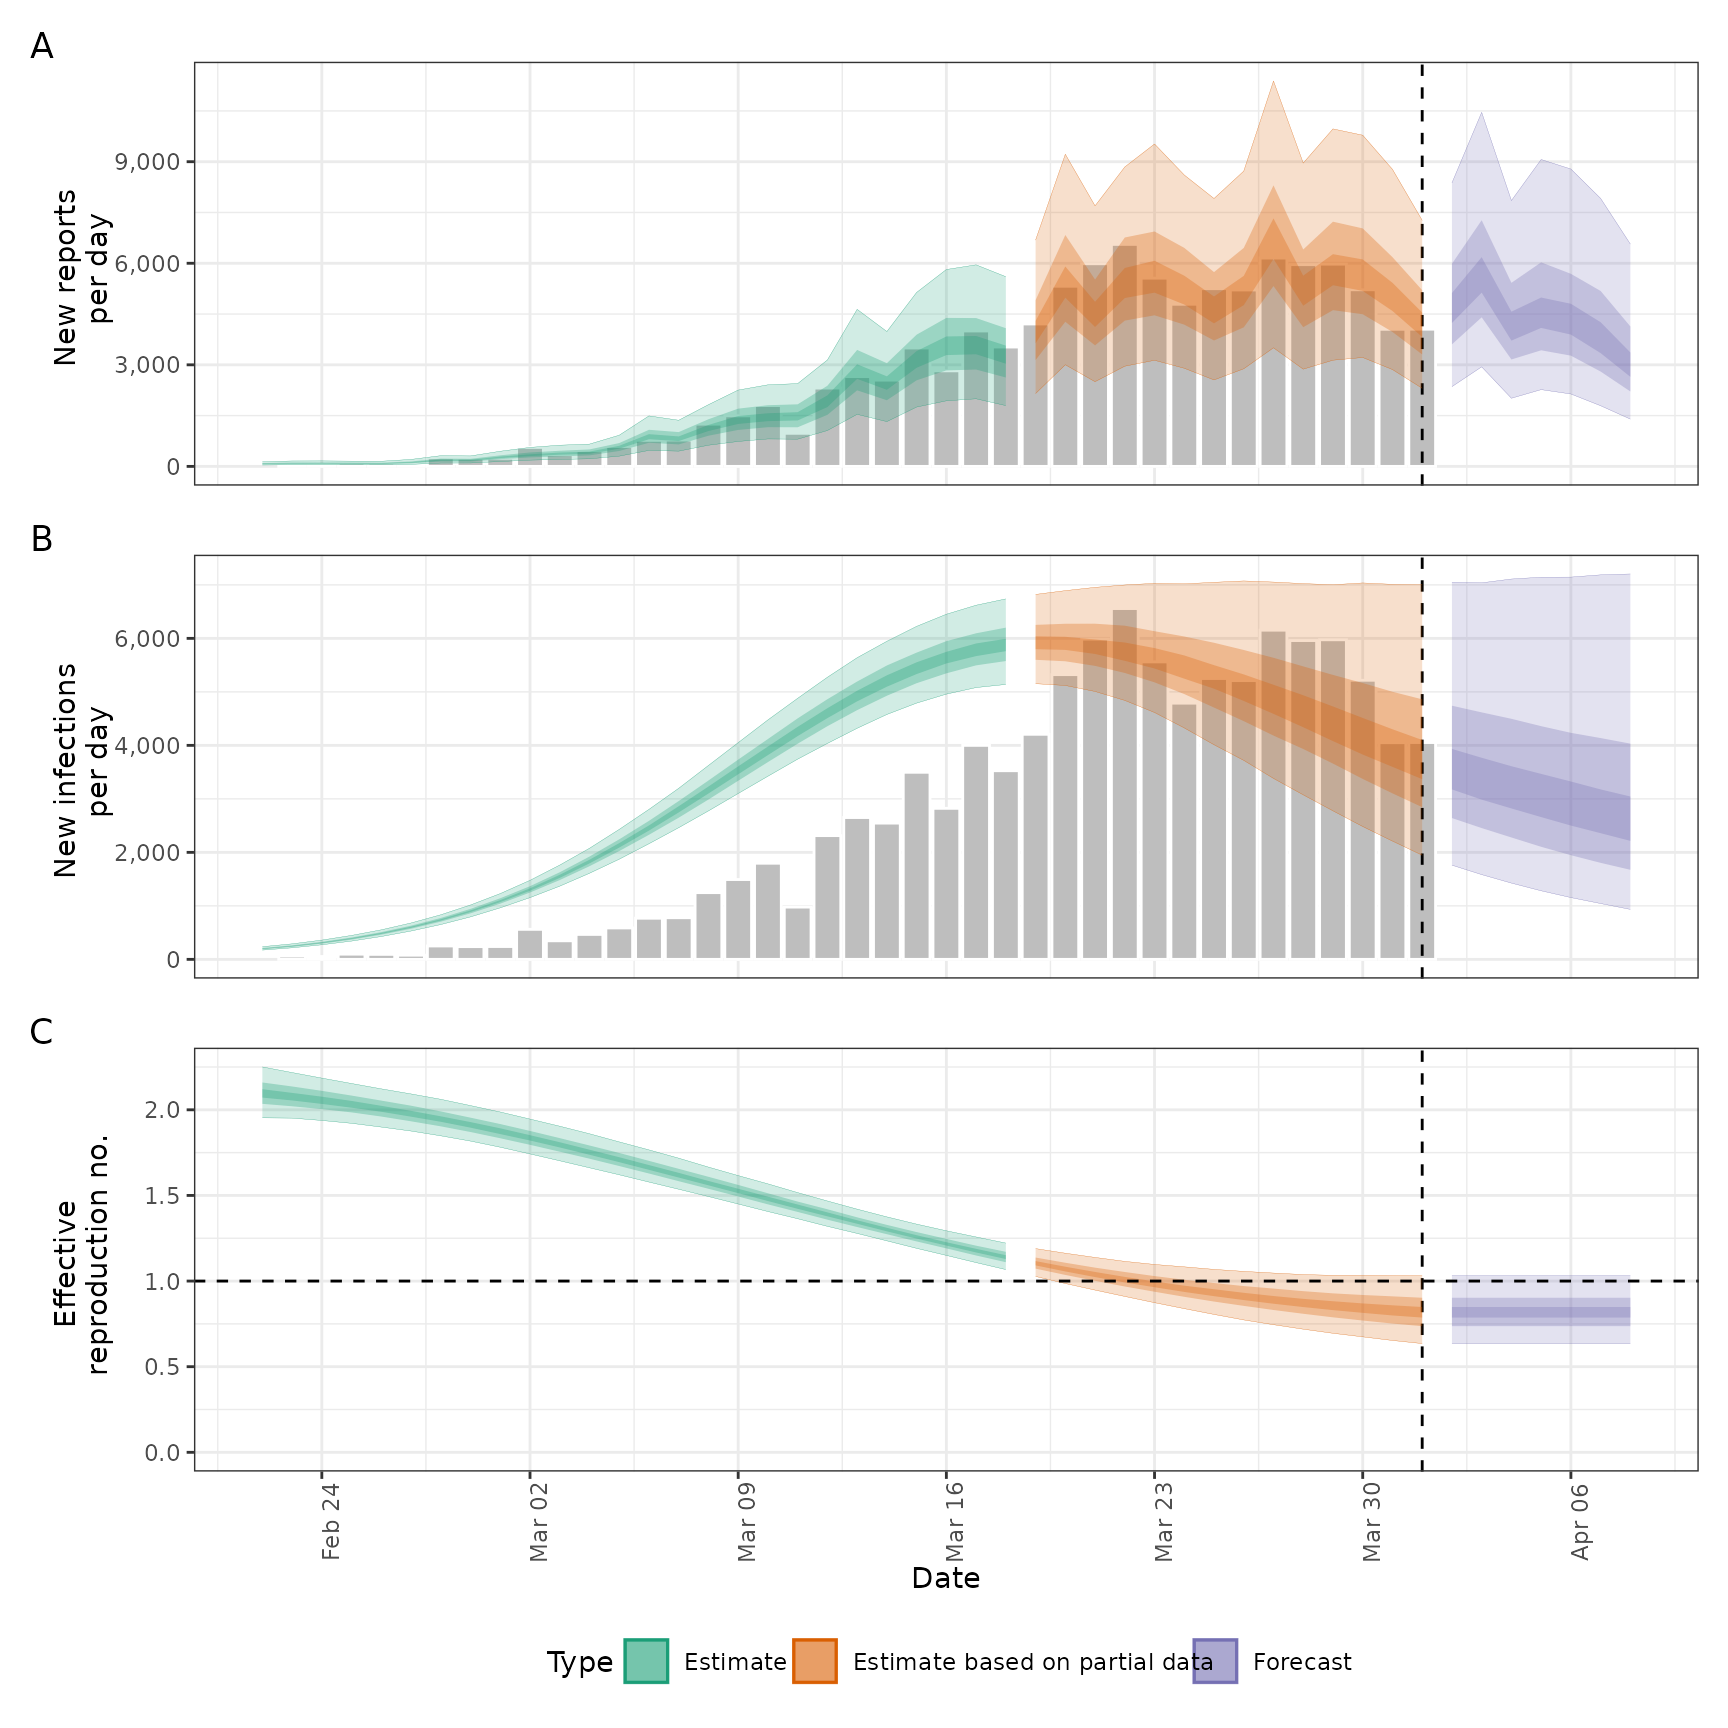 A
New reports
per day
9,000
6,000
3,000
0
B
New infections
per day
6,000
4,000
2,000
0
C
Effective
reproduction no.
2.0
1.5
1.0
0.5
0.0
Feb 24
Mar 02
Mar 09
Mar 16
Mar 23
Mar 30
Apr 06
Date
Type Estimate Estimate based on partial data Forecast